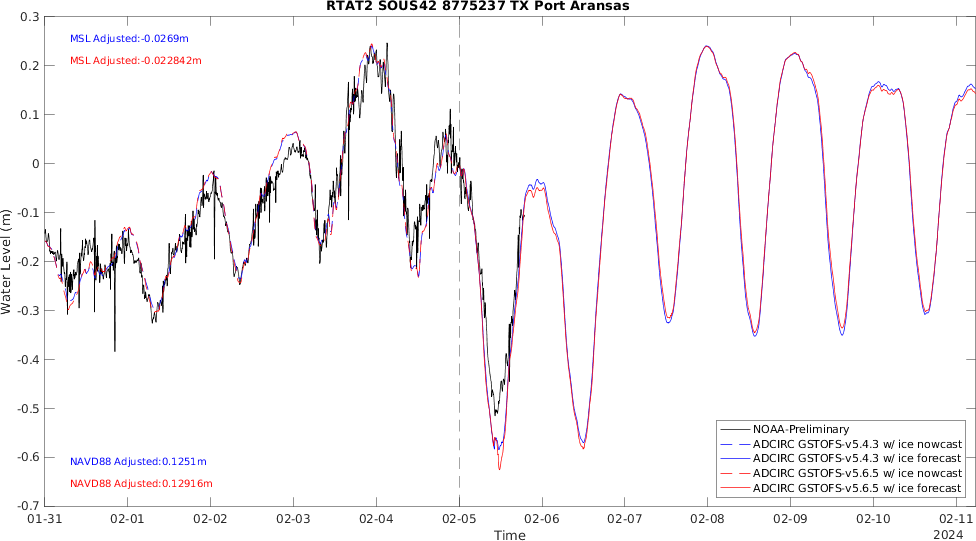 RTAT2 SOUS42 8775237 TX Port Aransas
0.3
0.2
0.1
0
-0.1
-0.2
-0.3
-0.4
-0.5
-0.6
-0.7
Water Level (m)
MSL Adjusted:-0.0269m
MSL Adjusted:-0.022842m
NAVD88 Adjusted:0.1251m
NAVD88 Adjusted:0.12916m
NOAA-Preliminary
ADCIRC GSTOFS-v5.4.3 w/ ice nowcast
ADCIRC GSTOFS-v5.4.3 w/ ice forecast
ADCIRC GSTOFS-v5.6.5 w/ ice nowcast
ADCIRC GSTOFS-v5.6.5 w/ ice forecast
01-31 02-01 02-02 02-03 02-04 02-05 02-06 02-07 02-08 02-09 02-10 02-11
Time
2024